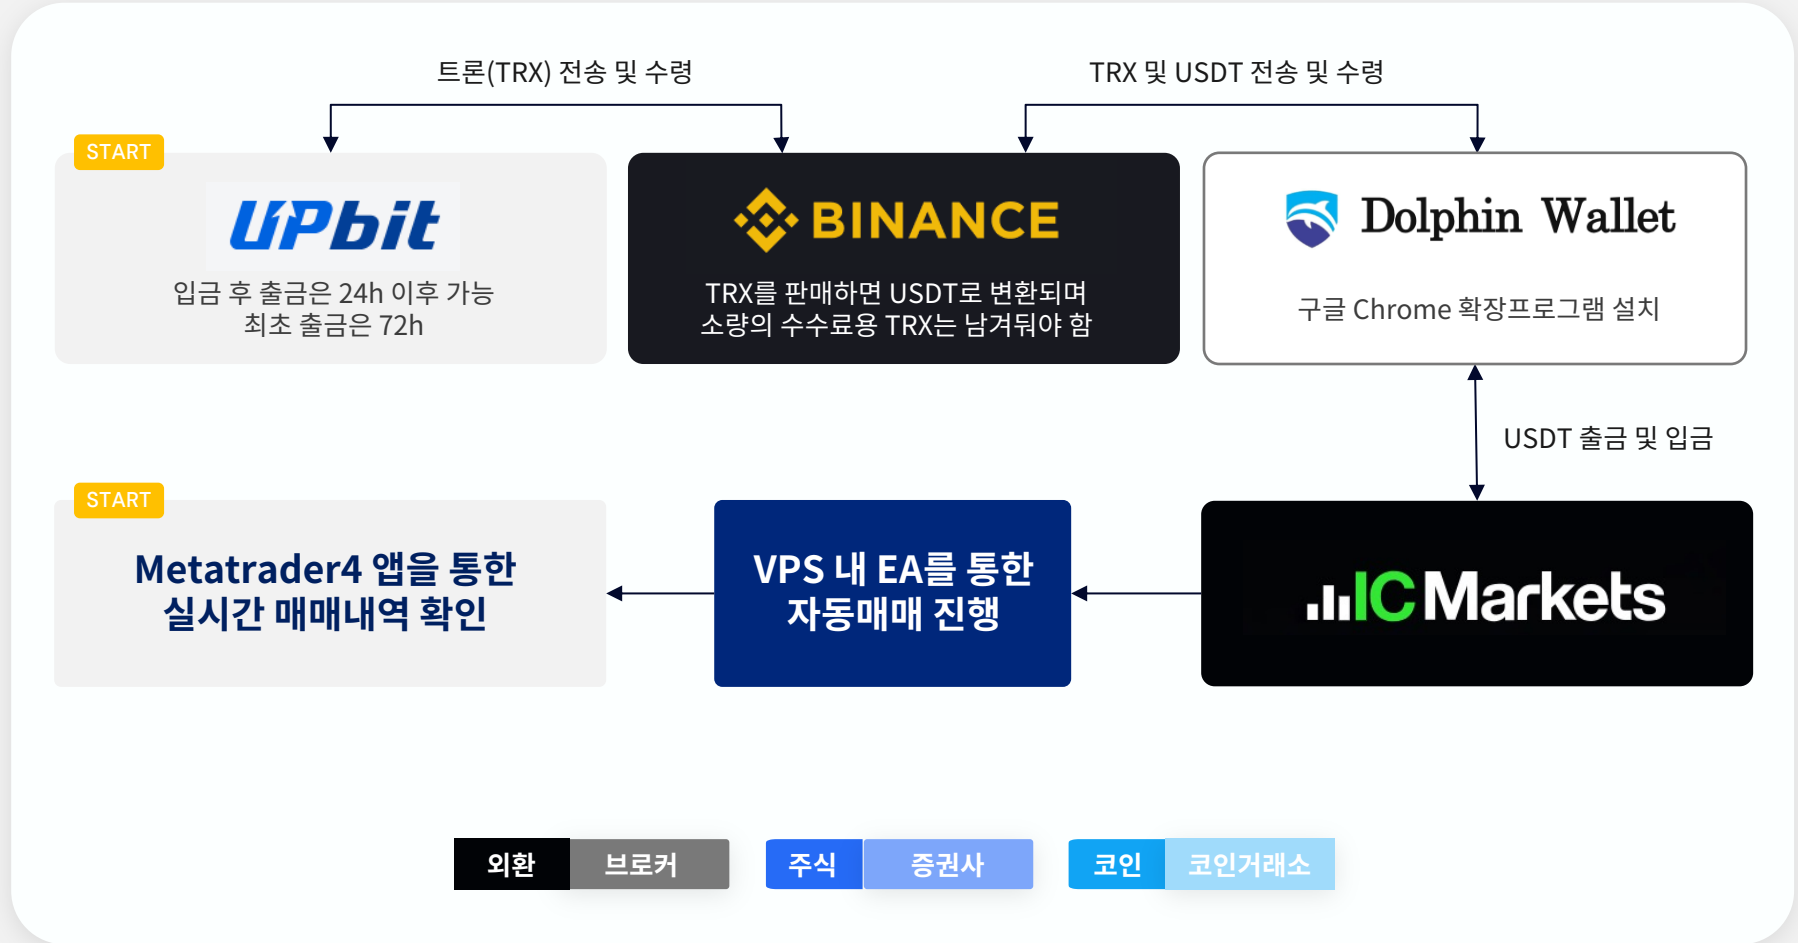 트론(TRX) 전송 및 수령
TRX 및 USDT 전송 및 수령
START
UPbit
입금 후 출금은 24h 이후 가능
최초 출금은 72h
BINANCE
TRX를 판매하면 USDT로 변환되며
소량의 수수료용 TRX는 남겨둬야 함
Dolphin Wallet
구글 Chrome 확장프로그램 설치
USDT 출금 및 입금
START
Metatrader4 앱을 통한
실시간 매매내역 확인
VPS 내 EA를 통한
자동매매 진행
IC Markets
외환 브로커
주식 증권사
코인 코인거래소